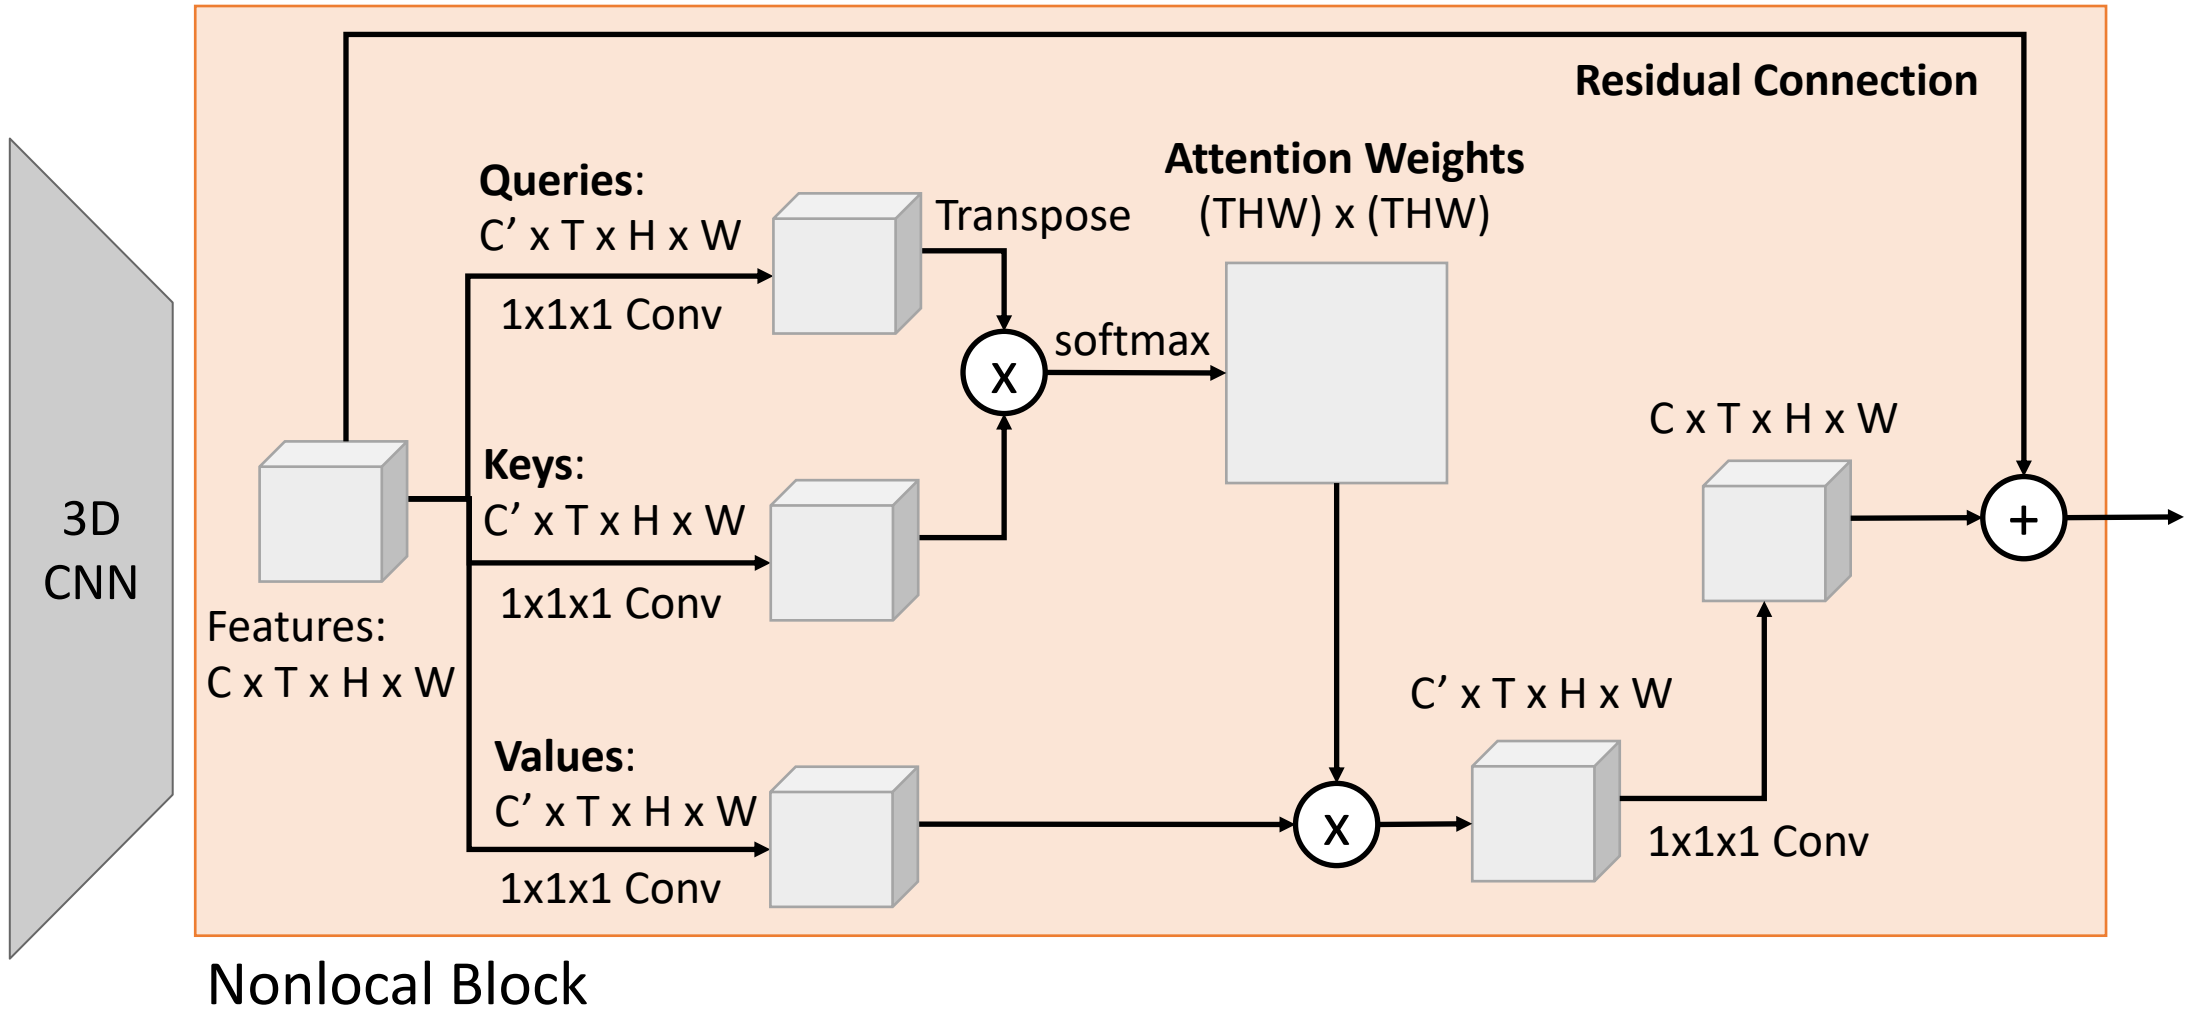 Residual Connection
Attention Weights
(THW) x (THW)
Queries:
C’ x T x H x W
1x1x1 Conv
Transpose
x
softmax
C x T x H x W
Keys:
C’ x T x H x W
1x1x1 Conv
+
3D
CNN
Features:
C x T x H x W
C’ x T x H x W
Values:
C’ x T x H x W
1x1x1 Conv
x
1x1x1 Conv
Nonlocal Block